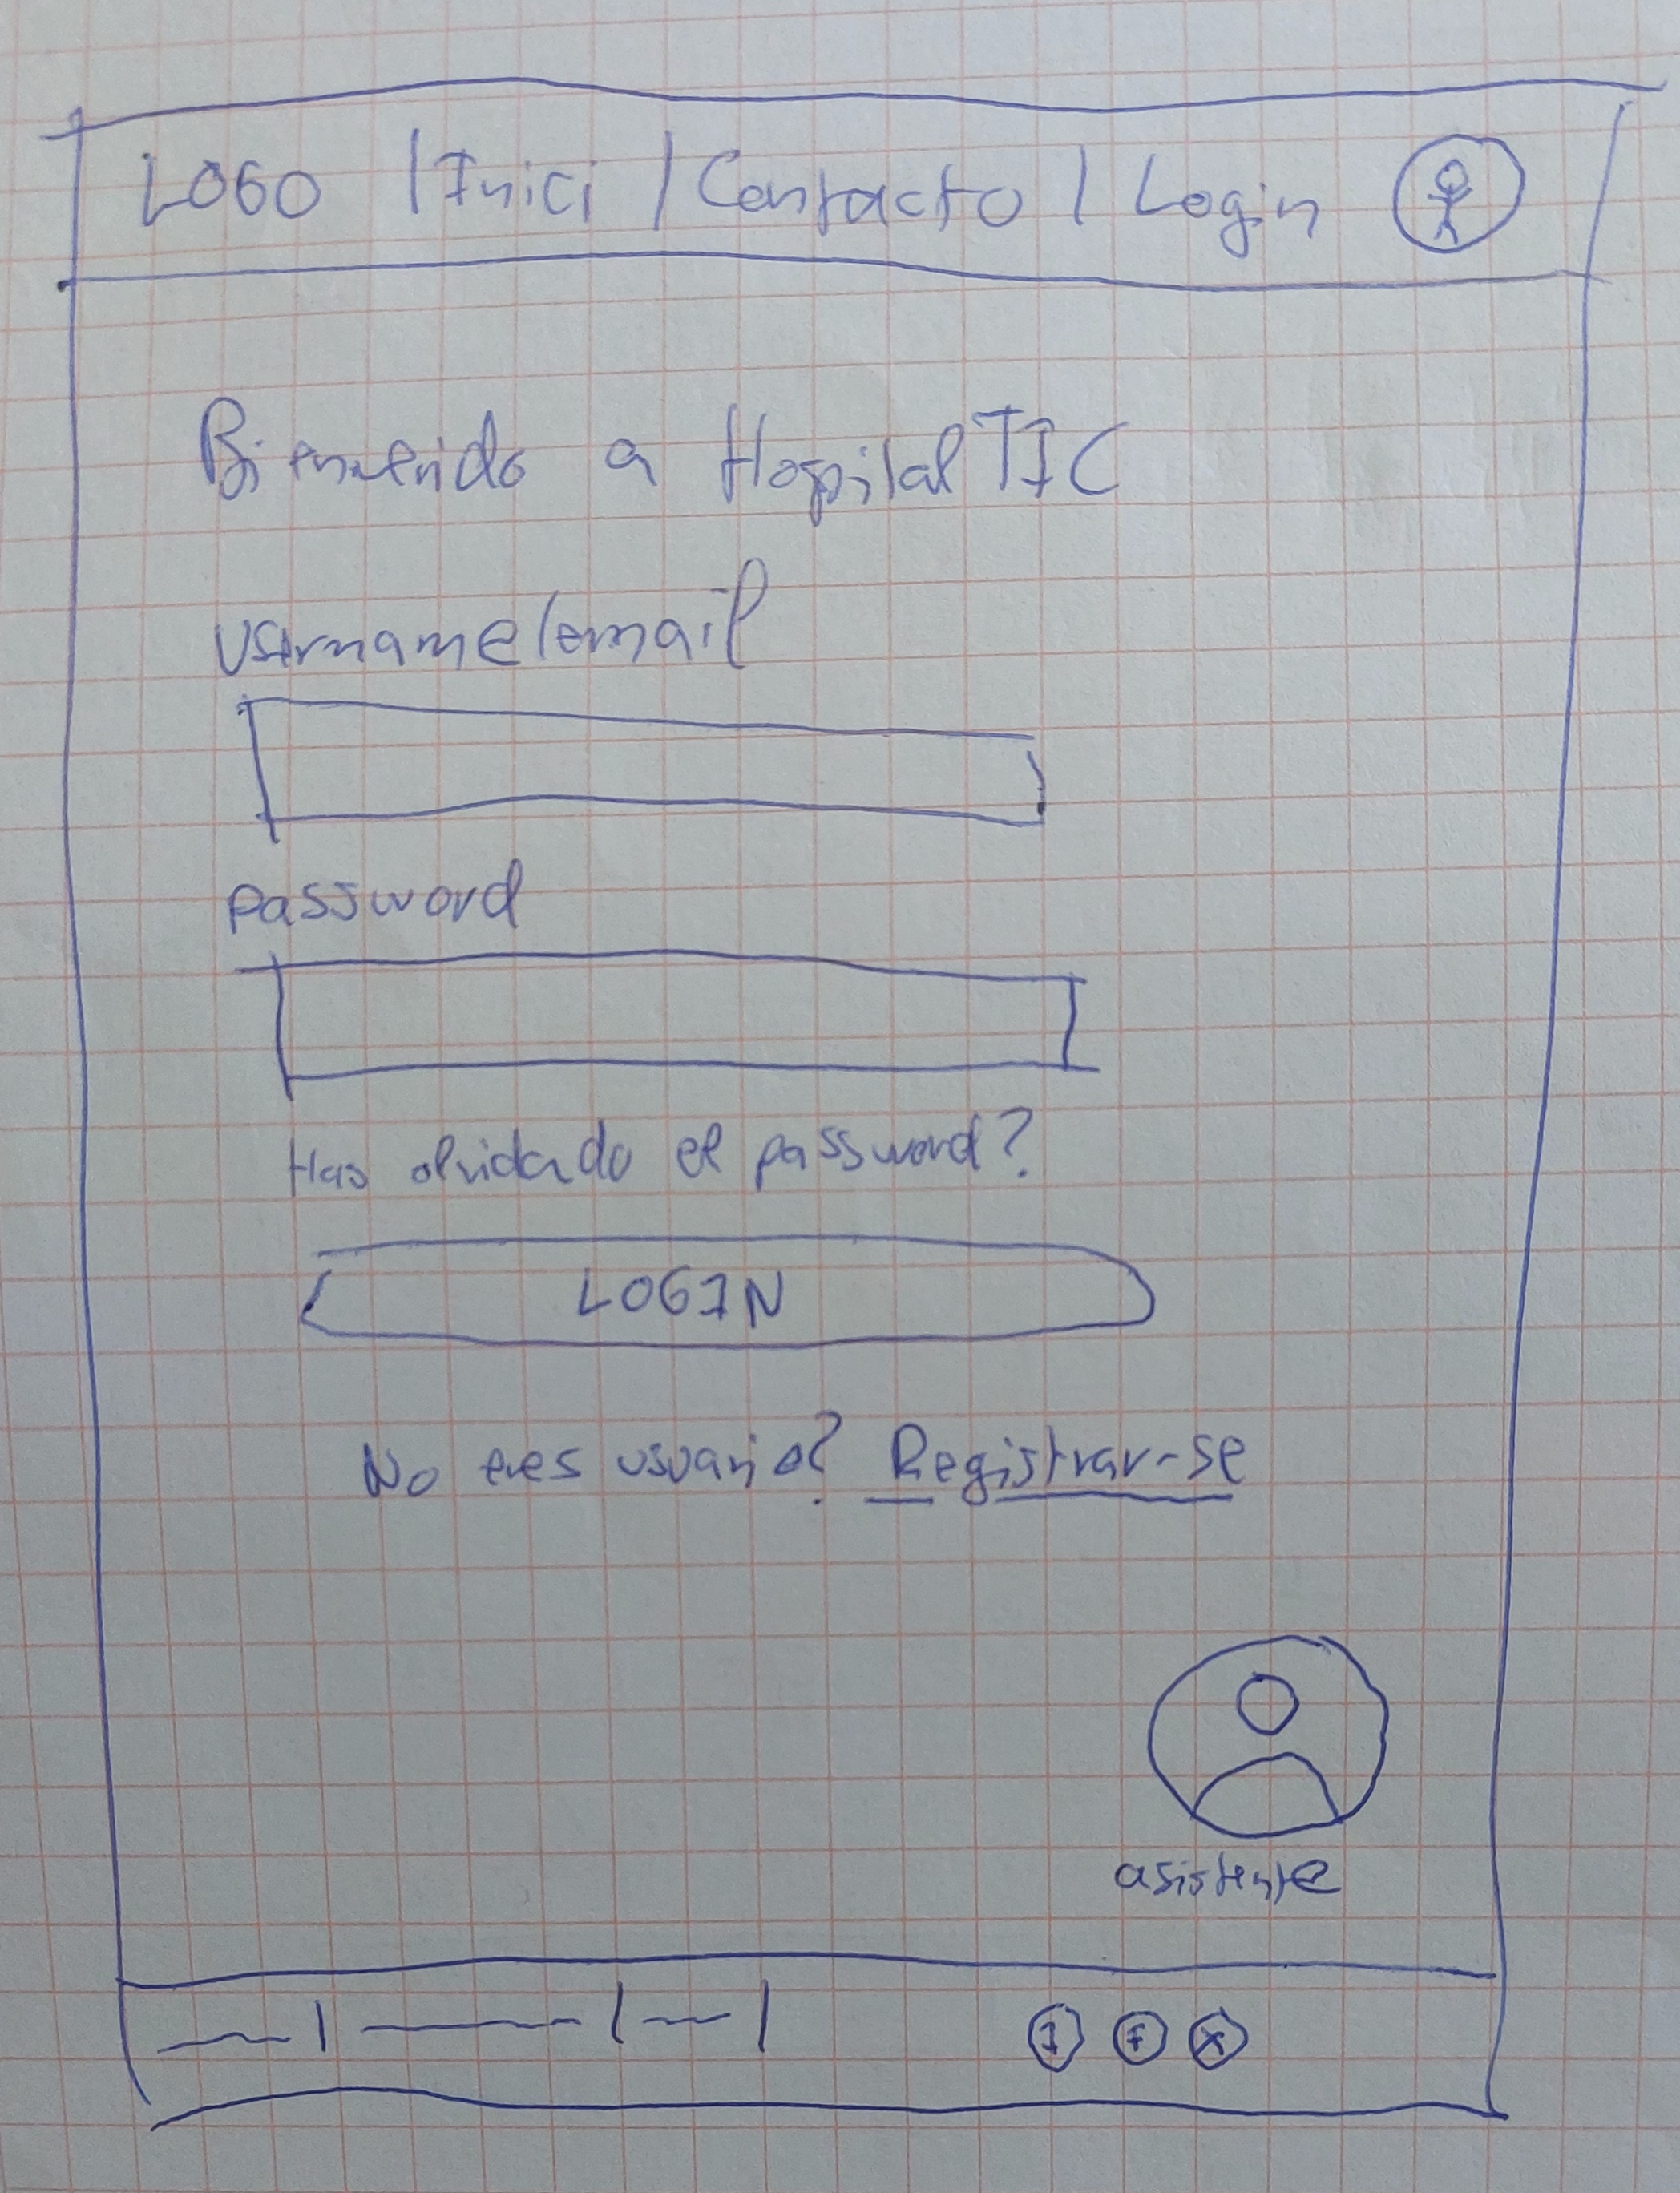 LOGO | Inici | Contacto | Login
Bienvenido a Hospital TIC
Username/email
password
Has olvidado el password?
LOGIN
No eres usuario? Registrar-se
asistente
I F X